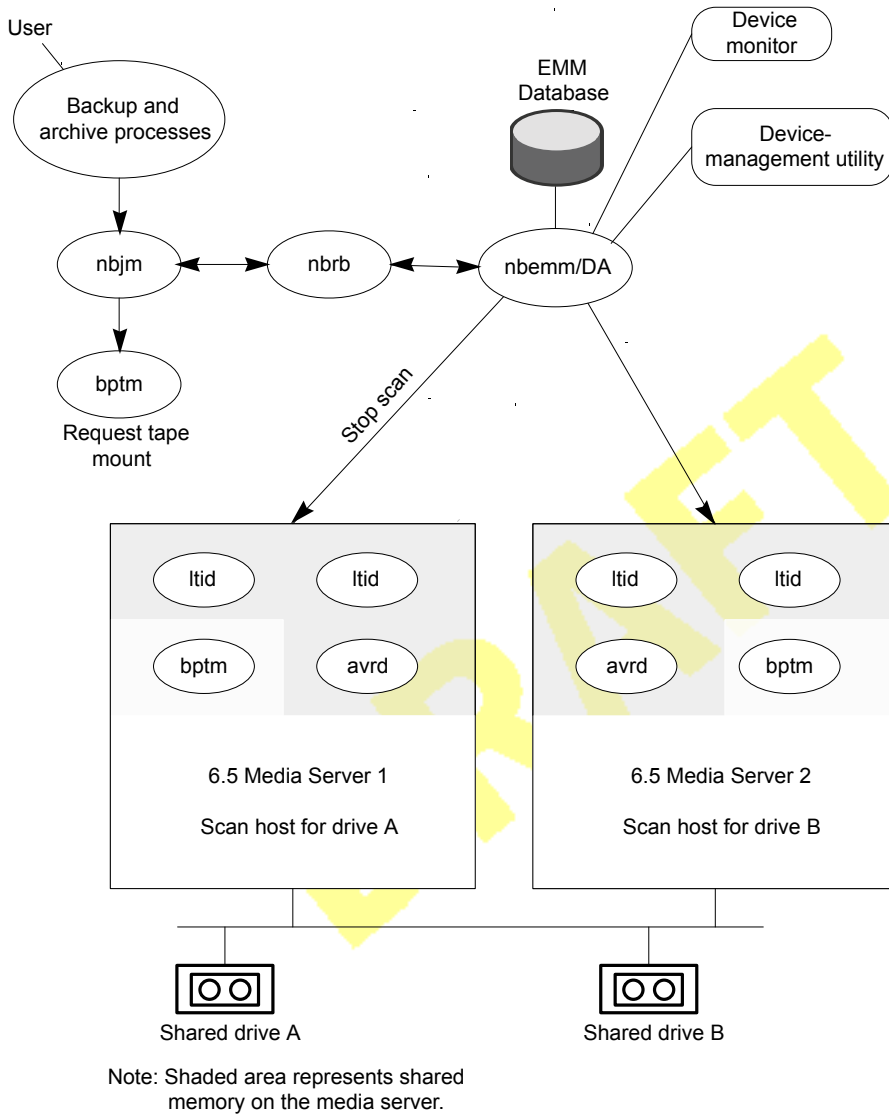 User
Device
monitor
EMM
Database
Backup and
archive processes
Device-
management utility
nbjm
nbrb
nbemm/DA
bptm
Request tape
mount
Stop scan
ltid
ltid
ltid
ltid
bptm
avrd
avrd
bptm
6.5 Media Server 1
6.5 Media Server 2
Scan host for drive A
Scan host for drive B
Shared drive A
Shared drive B
Note: Shaded area represents shared
memory on the media server.
DRAFT